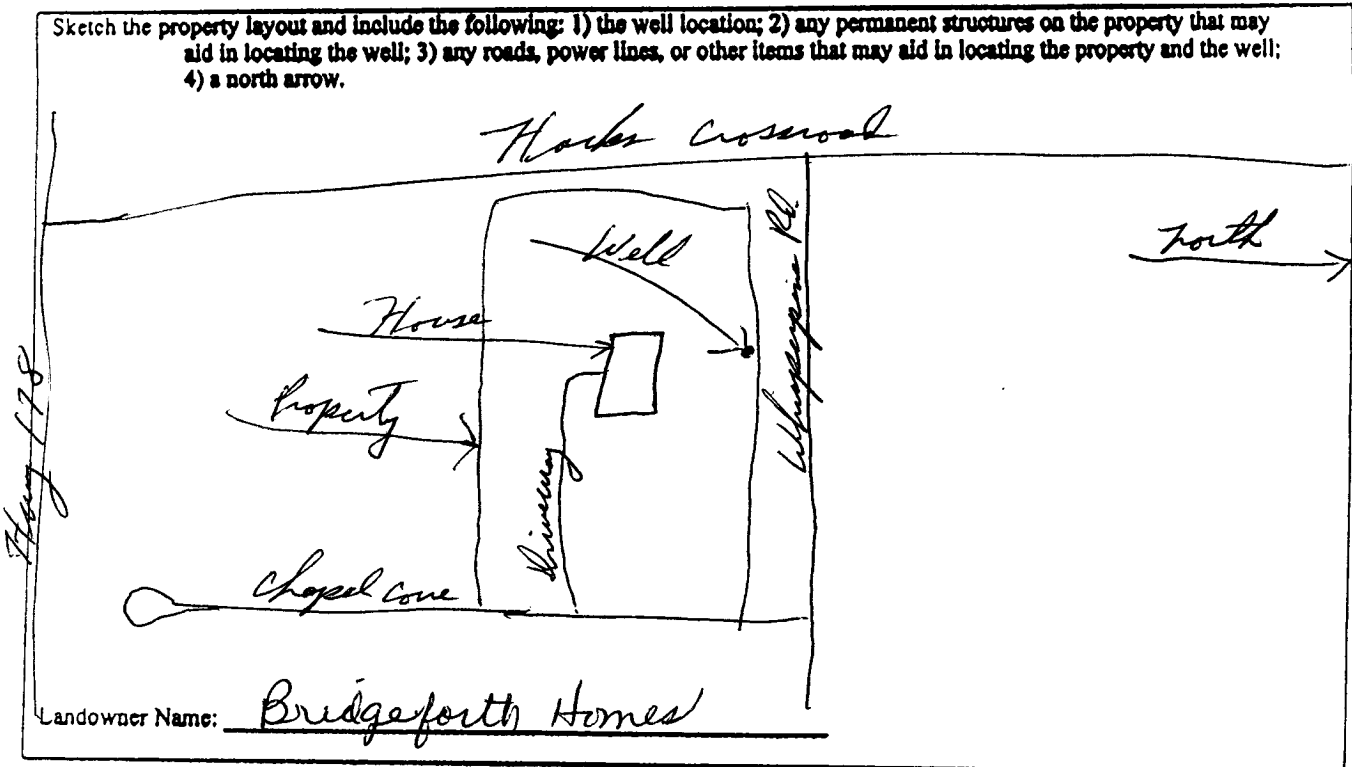 Sketch the property layout and include the following: 1) the well location; 2) any permanent structures on the property that may
aid in locating the well; 3) any roads, power lines, or other items that may aid in locating the property and the well;
4) a north arrow.
Hacks Crossroad
Well
north
House
Property
Hwy 178
Driveway
Chapel Cove
Landowner Name: Bridgeforth Homes